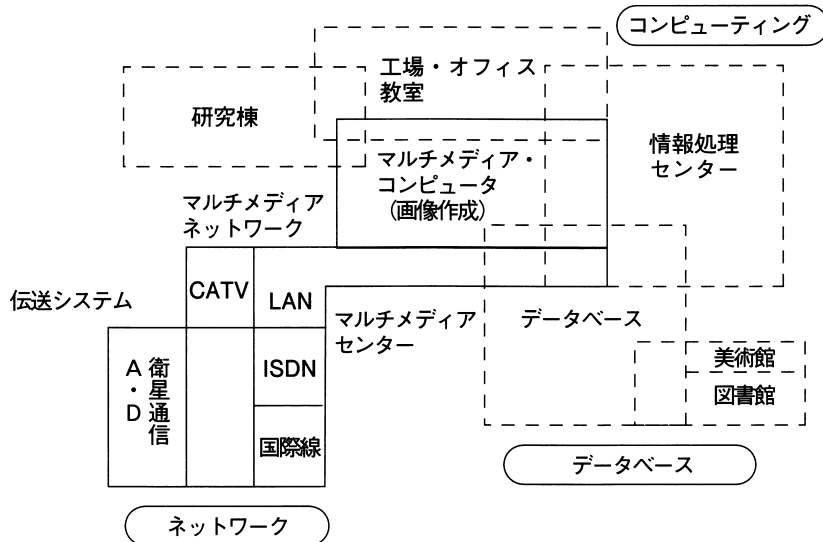 コンピューティング
工場・オフィス
教室
研究棟
情報処理
センター
マルチメディア・
コンピュータ
（画像作成）
マルチメディア
ネットワーク
CATV
LAN
伝送システム
マルチメディア
センター
データベース
衛星通信
A・D
ISDN
国際線
美術館
図書館
データベース
ネットワーク